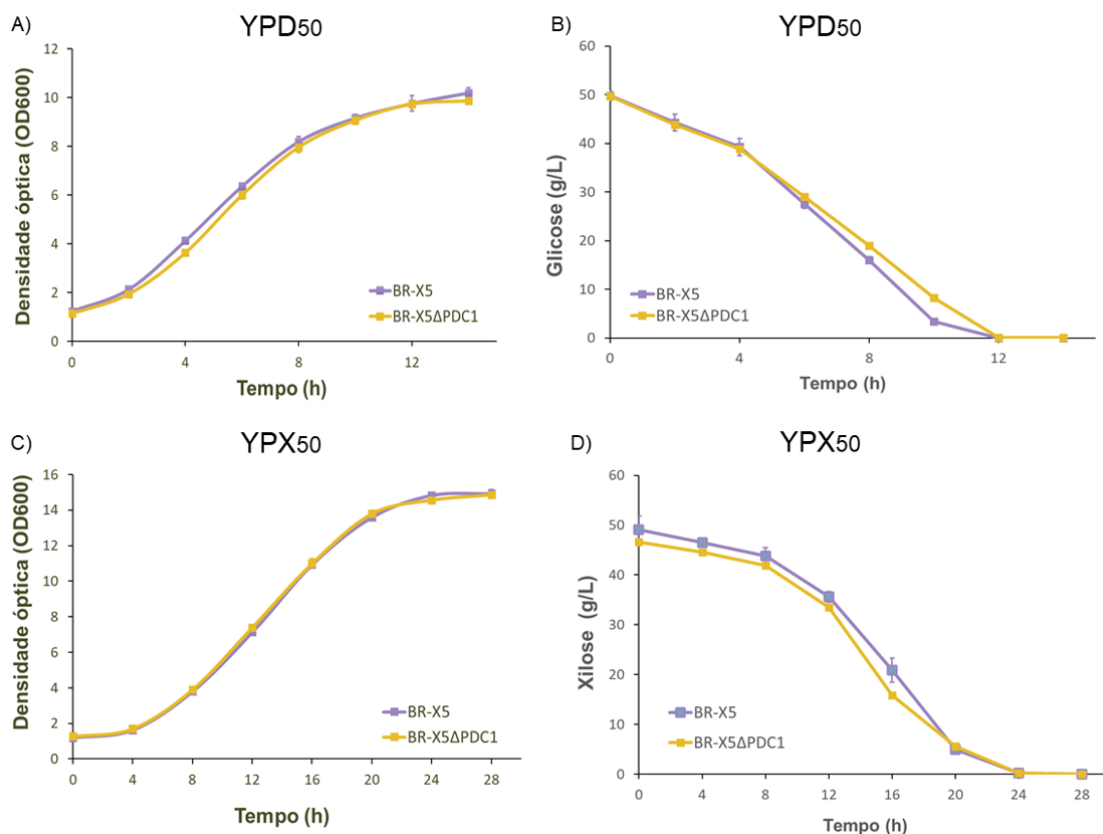 A)
YPD50
Densidade óptica (OD600)
12
10
8
6
4
2
0
0
4
8
12
BR-X5
BR-X5ΔPDC1
Tempo (h)
B)
YPD50
Glicose (g/L)
60
50
40
30
20
10
0
0
4
8
12
BR-X5
BR-X5ΔPDC1
Tempo (h)
C)
YPX50
Densidade óptica (OD600)
16
14
12
10
8
6
4
2
0
0
4
8
12
16
20
24
28
BR-X5
BR-X5ΔPDC1
Tempo (h)
D)
YPX50
Xilose (g/L)
60
50
40
30
20
10
0
0
4
8
12
16
20
24
28
BR-X5
BR-X5ΔPDC1
Tempo (h)